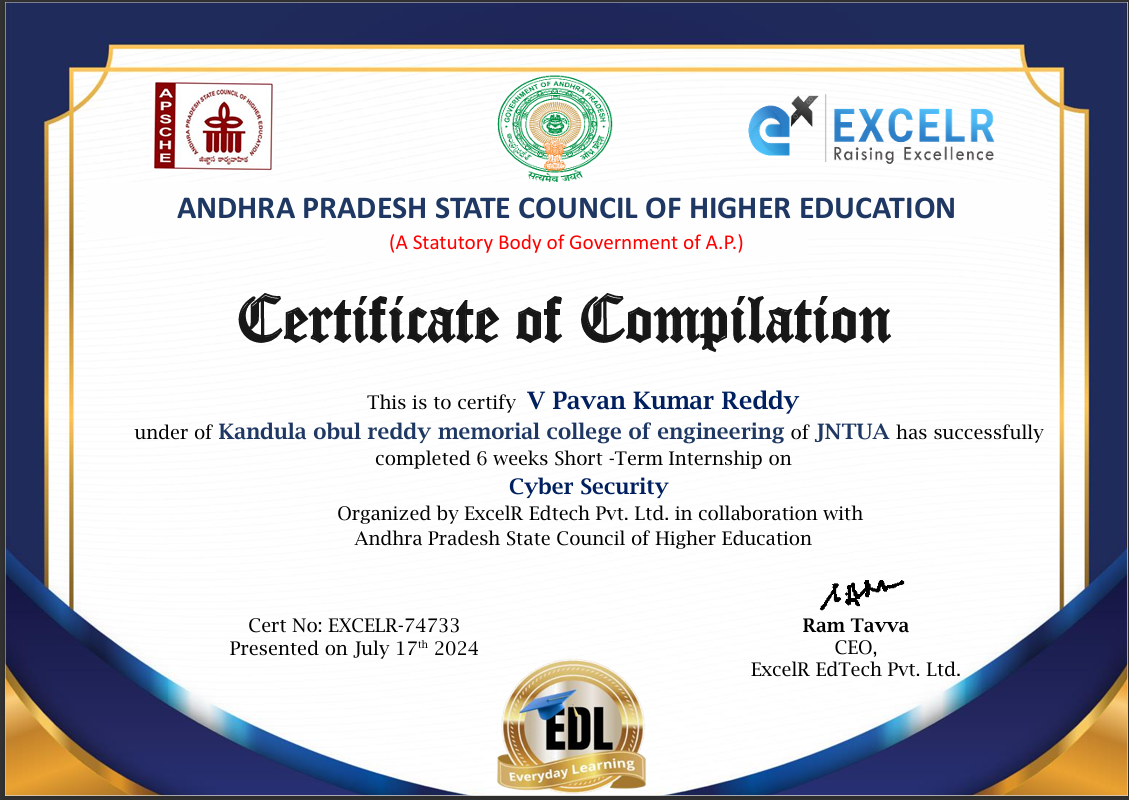 APSCHE
ANDHRA PRADESH STATE COUNCIL OF HIGHER EDUCATION
GOVERNMENT OF ANDHRA PRADESH
सत्यमेव जयते
ex
EXCELR
Raising Excellence
ANDHRA PRADESH STATE COUNCIL OF HIGHER EDUCATION
(A Statutory Body of Government of A.P.)
Certificate of Compilation
This is to certify V Pavan Kumar Reddy
under of Kandula obul reddy memorial college of engineering of JNTUA has successfully
completed 6 weeks Short -Term Internship on
Cyber Security
Organized by ExcelR Edtech Pvt. Ltd. in collaboration with
Andhra Pradesh State Council of Higher Education
Cert No: EXCELR-74733
Presented on July 17th 2024
Ram Tavva
CEO,
ExcelR EdTech Pvt. Ltd.
EDL
Everyday Learning